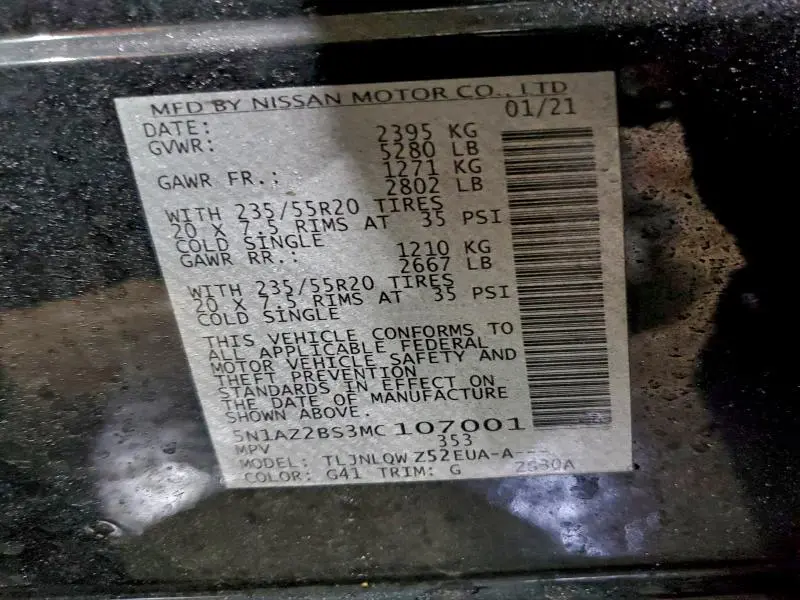 MFD BY NISSAN MOTOR CO., LTD
DATE: 01/21
GVWR: 2395 KG
5280 LB
GAWR FR.: 1271 KG
2802 LB
WITH 235/55R20 TIRES
20 X 7.5 RIMS AT 35 PSI
COLD SINGLE
GAWR RR.: 1210 KG
2667 LB
WITH 235/55R20 TIRES
20 X 7.5 RIMS AT 35 PSI
COLD SINGLE
THIS VEHICLE CONFORMS TO
ALL APPLICABLE FEDERAL
MOTOR VEHICLE SAFETY AND
THEFT PREVENTION
STANDARDS IN EFFECT ON
THE DATE OF MANUFACTURE
SHOWN ABOVE.
5N1AZ2BS3MC 107001
MPV 353
MODEL: TLJNLQW Z52EUA-A---
COLOR: G41 TRIM: G